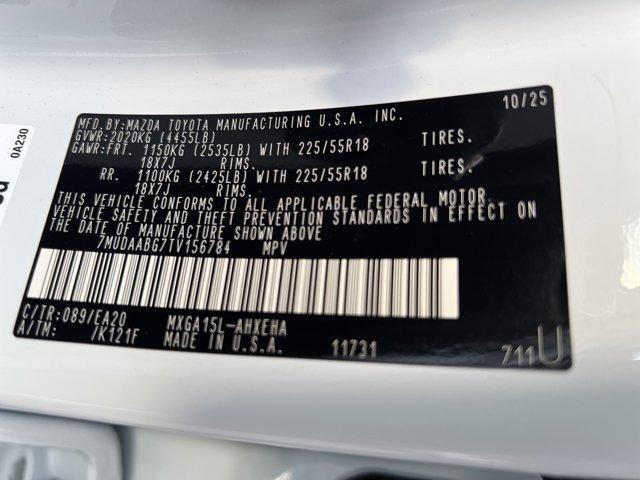 MFD.BY:MAZDA TOYOTA MANUFACTURING U.S.A. INC. 10/25
GVWR:2020KG (4455LB)
GAWR:FRT. 1150KG (2535LB) WITH 225/55R18 TIRES.
18X7J RIMS.
RR. 1100KG (2425LB) WITH 225/55R18 TIRES.
18X7J RIMS.
THIS VEHICLE CONFORMS TO ALL APPLICABLE FEDERAL MOTOR
VEHICLE SAFETY AND THEFT PREVENTION STANDARDS IN EFFECT ON
THE DATE OF MANUFACTURE SHOWN ABOVE.
7MUDAABG7TV156784 MPV
C/TR:089/EA20 MXGA15L-AHXEHA
A/TM: /K121F MADE IN U.S.A. 11731 711U
0A230